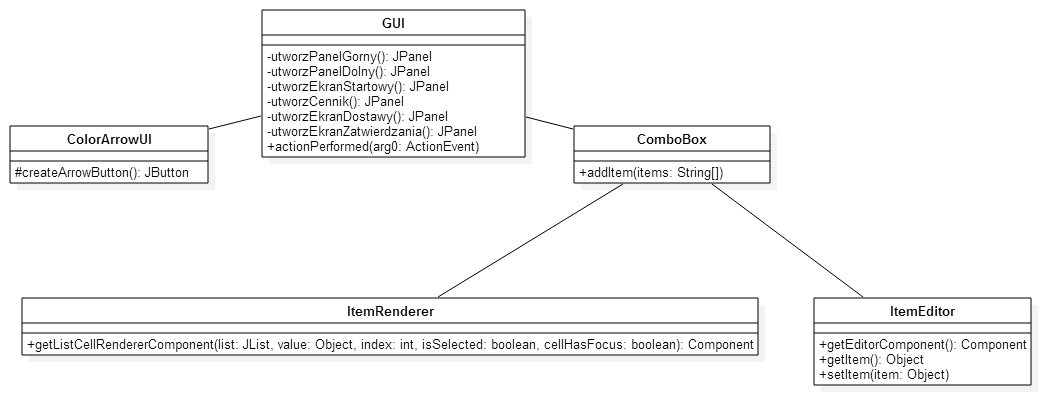 GUI
-utworzPanelGorny(): JPanel
-utworzPanelDolny(): JPanel
-utworzEkranStartowy(): JPanel
-utworzCennik(): JPanel
-utworzEkranDostawy(): JPanel
-utworzEkranZatwierdzania(): JPanel
+actionPerformed(arg0: ActionEvent)
ColorArrowUI
#createArrowButton(): JButton
ComboBox
+addItem(items: String[])
ItemRenderer
+getListCellRendererComponent(list: JList, value: Object, index: int, isSelected: boolean, cellHasFocus: boolean): Component
ItemEditor
+getEditorComponent(): Component
+getItem(): Object
+setItem(item: Object)